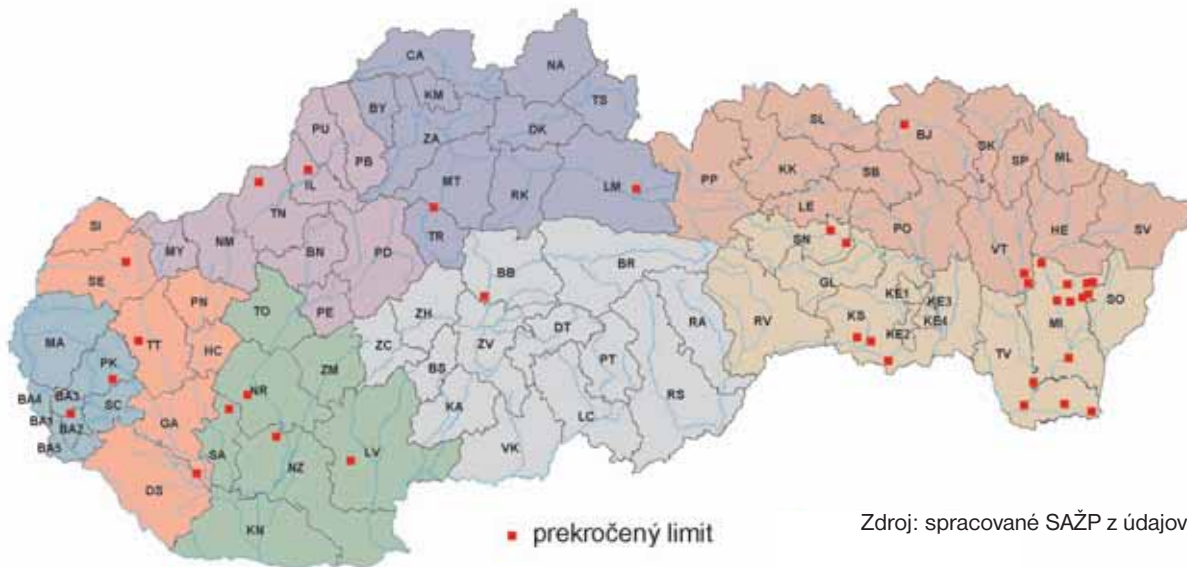 CA
NA
KM
TS
BY
PU
ZA
DK
SL
BJ
PB
SK
SP
ML
KK
SB
IL
MT
RK
LM
PP
TN
LE
SI
TR
SN
PO
HE
SV
MY
NM
BN
PD
VT
SE
BB
BR
GL
PN
KE1
KE3
SO
TO
PE
ZH
KS
KE2
KE4
MI
MA
PK
TT
HC
ZC
ZV
DT
RA
RV
TV
ZM
BS
PT
BA4
BA3
SC
NR
KA
RS
BA1
BA2
GA
LC
BA5
SA
NZ
LV
VK
DS
KN
prekročený limit
Zdroj: spracované SAŽP z údajov